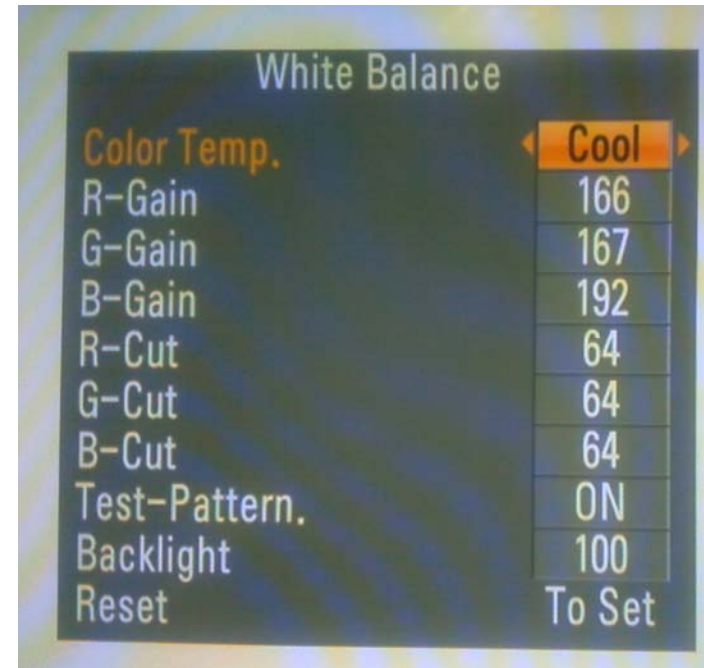 White Balance
Color Temp. Cool
R-Gain 166
G-Gain 167
B-Gain 192
R-Cut 64
G-Cut 64
B-Cut 64
Test-Pattern. ON
Backlight 100
Reset To Set